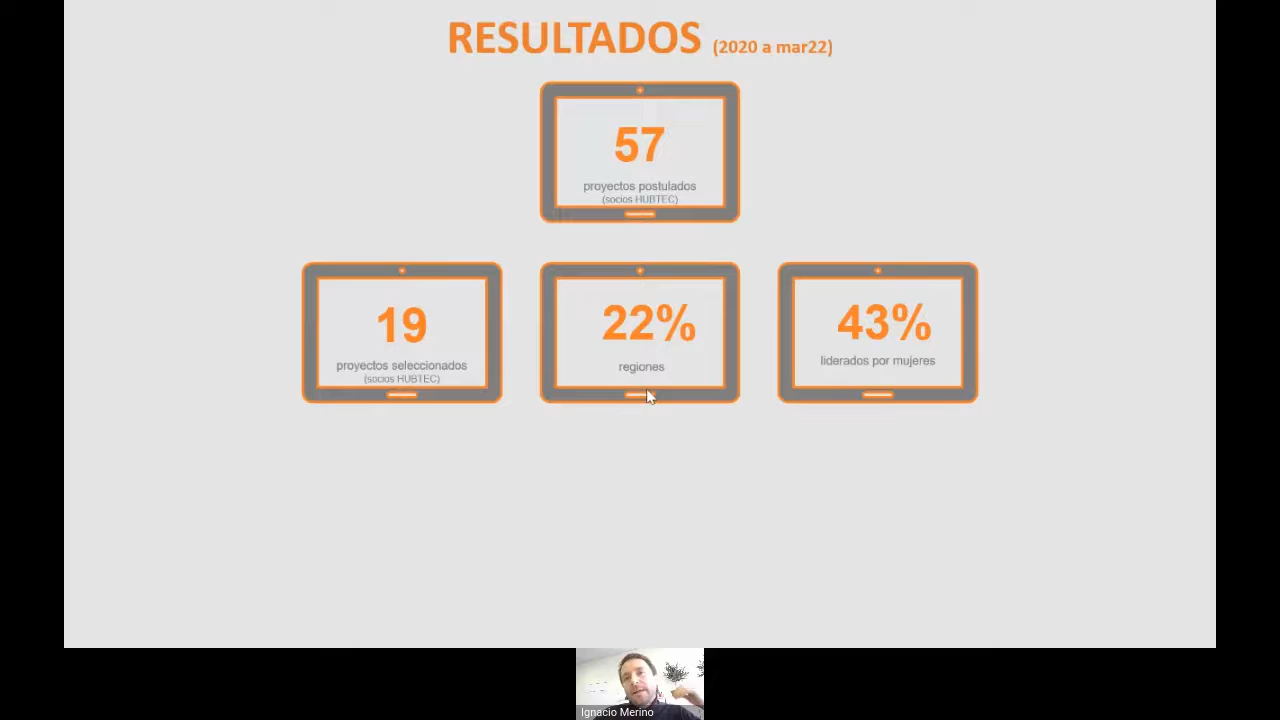 RESULTADOS (2020 a mar22)
57
proyectos postulados
(socios HUBTEC)
19
proyectos seleccionados
(socios HUBTEC)
22%
regiones
43%
liderados por mujeres
Ignacio Merino